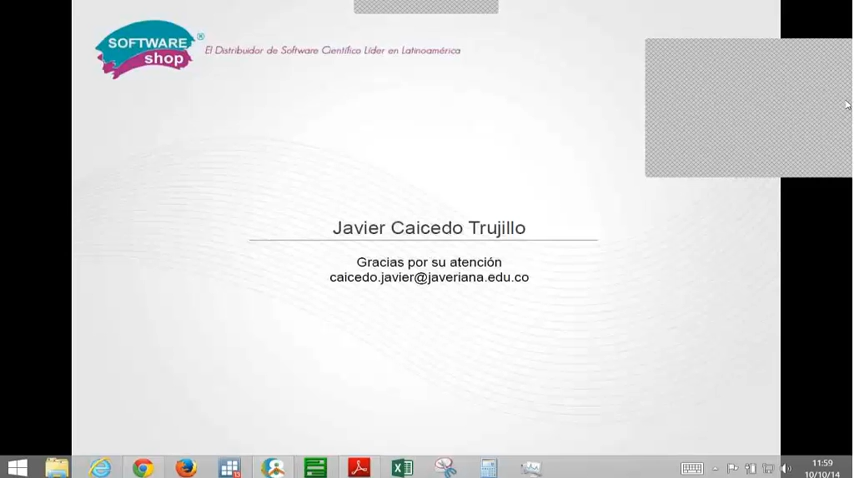 SOFTWARE
shop
®
El Distribuidor de Software Científico Líder en Latinoamérica
Javier Caicedo Trujillo
Gracias por su atención
caicedo.javier@javeriana.edu.co
11:59
10/10/14